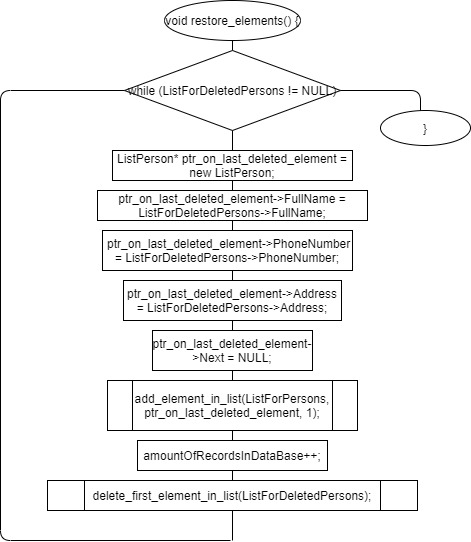 void restore_elements() {
while (ListForDeletedPersons != NULL)
}
ListPerson* ptr_on_last_deleted_element =
new ListPerson;
ptr_on_last_deleted_element->FullName =
ListForDeletedPersons->FullName;
ptr_on_last_deleted_element->PhoneNumber
= ListForDeletedPersons->PhoneNumber;
ptr_on_last_deleted_element->Address
= ListForDeletedPersons->Address;
ptr_on_last_deleted_element-
>Next = NULL;
add_element_in_list(ListForPersons,
ptr_on_last_deleted_element, 1);
amountOfRecordsInDataBase++;
delete_first_element_in_list(ListForDeletedPersons);